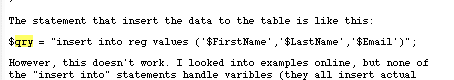 The statement that insert the data to the table is like this:
$qry = "insert into reg values ('$FirstName','$LastName','$Email')";
However, this doesn't work. I looked into examples online, but none of
the "insert into" statements handle varibles (they all insert actual